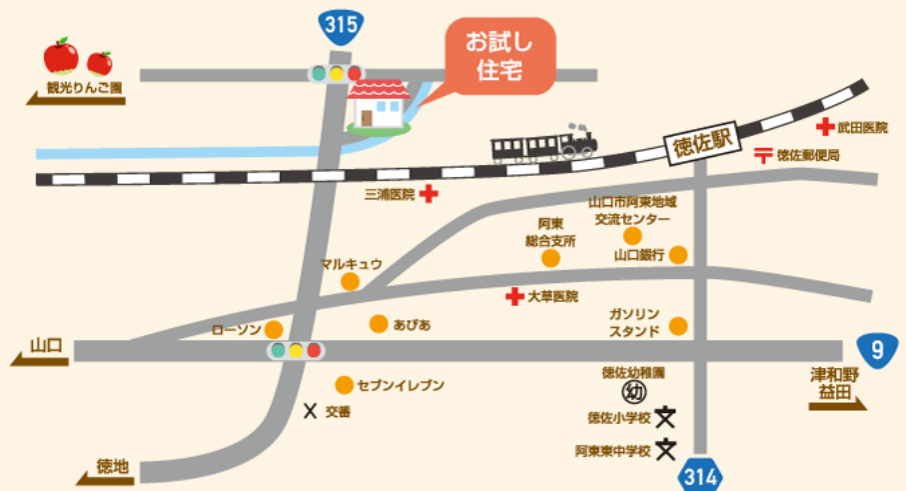 315
お試し
住宅
観光りんご園
徳佐駅
武田医院
徳佐郵便局
三浦医院
山口市阿東地域
交流センター
阿東
総合支所
山口銀行
マルキュウ
大草医院
ローソン
あびあ
ガソリン
スタンド
山口
9
津和野
益田
セブンイレブン
交番
徳佐幼稚園
幼
徳佐小学校
文
阿東東中学校
文
徳地
314